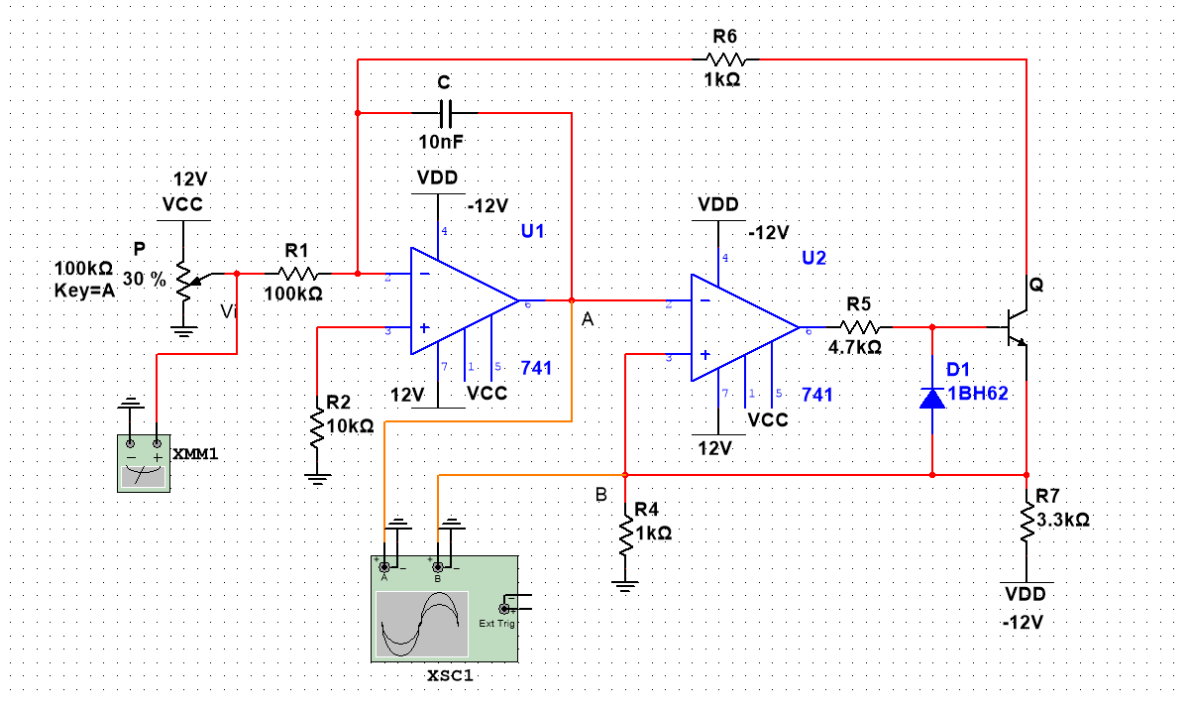 R6
1kΩ
C
10nF
12V
VCC
VDD
-12V
4
U1
VDD
-12V
4
U2
P
100kΩ
30 %
Key=A
R1
100kΩ
2
−
6
3
+
7
1
5
741
A
Vi
12V
VCC
R2
10kΩ
2
−
6
3
+
7
1
5
741
R5
4.7kΩ
Q
D1
1BH62
VCC
12V
− +
XMM1
B
R4
1kΩ
R7
3.3kΩ
VDD
-12V
+
−
+
−
A
B
−
+
Ext Trig
XSC1